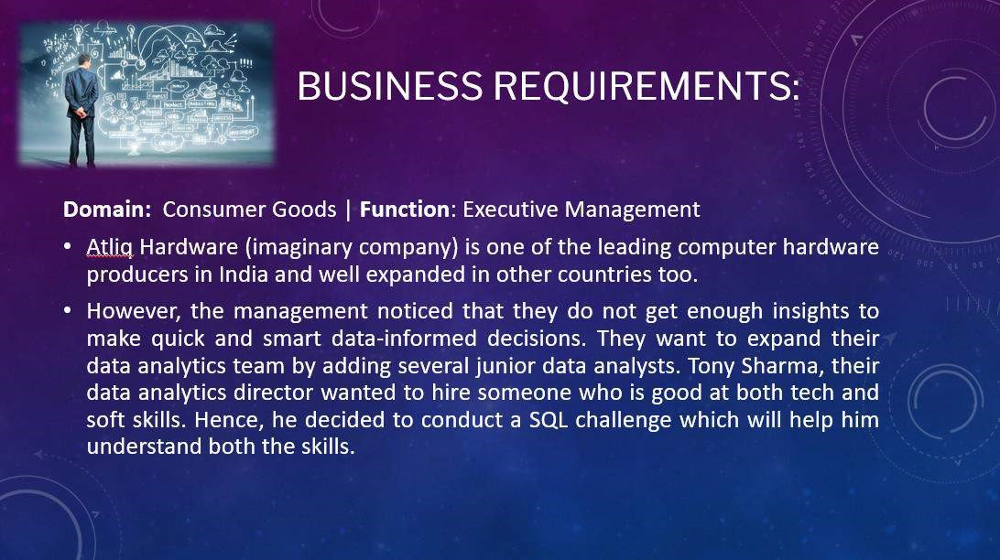 BUSINESS REQUIREMENTS:
Domain: Consumer Goods | Function: Executive Management
• Atliq Hardware (imaginary company) is one of the leading computer hardware
producers in India and well expanded in other countries too.
• However, the management noticed that they do not get enough insights to
make quick and smart data-informed decisions. They want to expand their
data analytics team by adding several junior data analysts. Tony Sharma, their
data analytics director wanted to hire someone who is good at both tech and
soft skills. Hence, he decided to conduct a SQL challenge which will help him
understand both the skills.